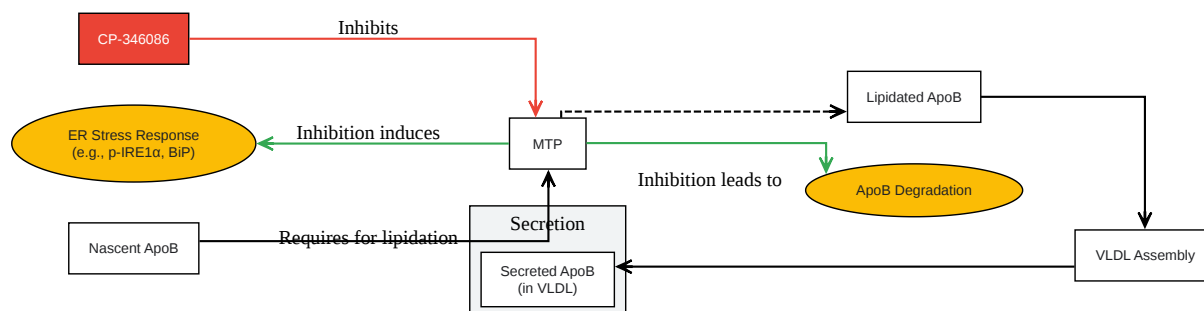 CP-346086
Inhibits
Lipidated ApoB
ER Stress Response
(e.g., p-IRE1α, BiP)
Inhibition induces
MTP
Inhibition leads to
ApoB Degradation
Nascent ApoB
Requires for lipidation
Secretion
Secreted ApoB
(in VLDL)
VLDL Assembly